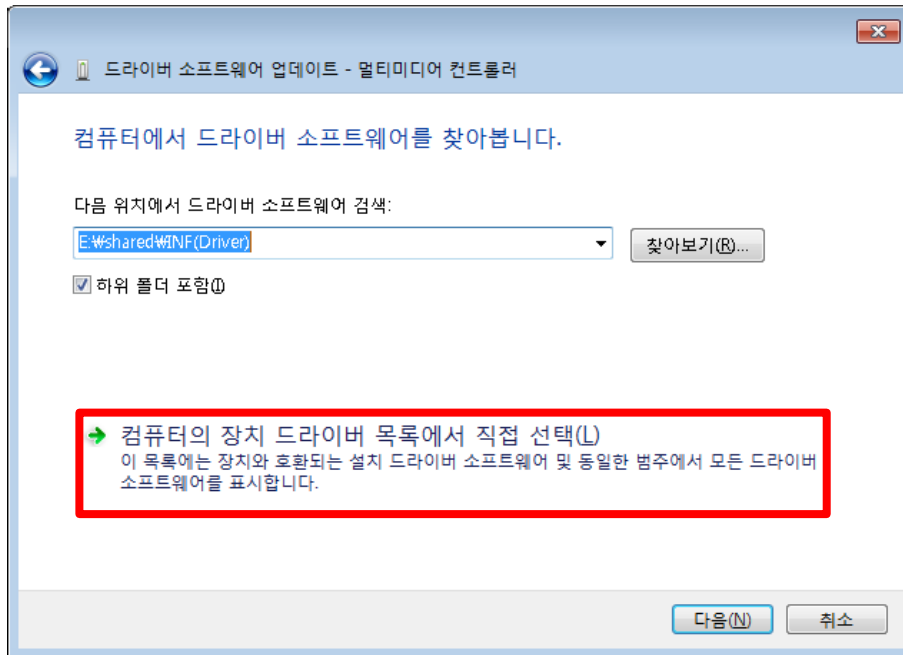 드라이버 소프트웨어 업데이트 - 멀티미디어 컨트롤러
컴퓨터에서 드라이버 소프트웨어를 찾아봅니다.
다음 위치에서 드라이버 소프트웨어 검색:
E:₩shared₩INF(Driver)
찾아보기(R)...
하위 폴더 포함(I)
컴퓨터의 장치 드라이버 목록에서 직접 선택(L)
이 목록에는 장치와 호환되는 설치 드라이버 소프트웨어 및 동일한 범주에서 모든 드라이버
소프트웨어를 표시합니다.
다음(N)
취소